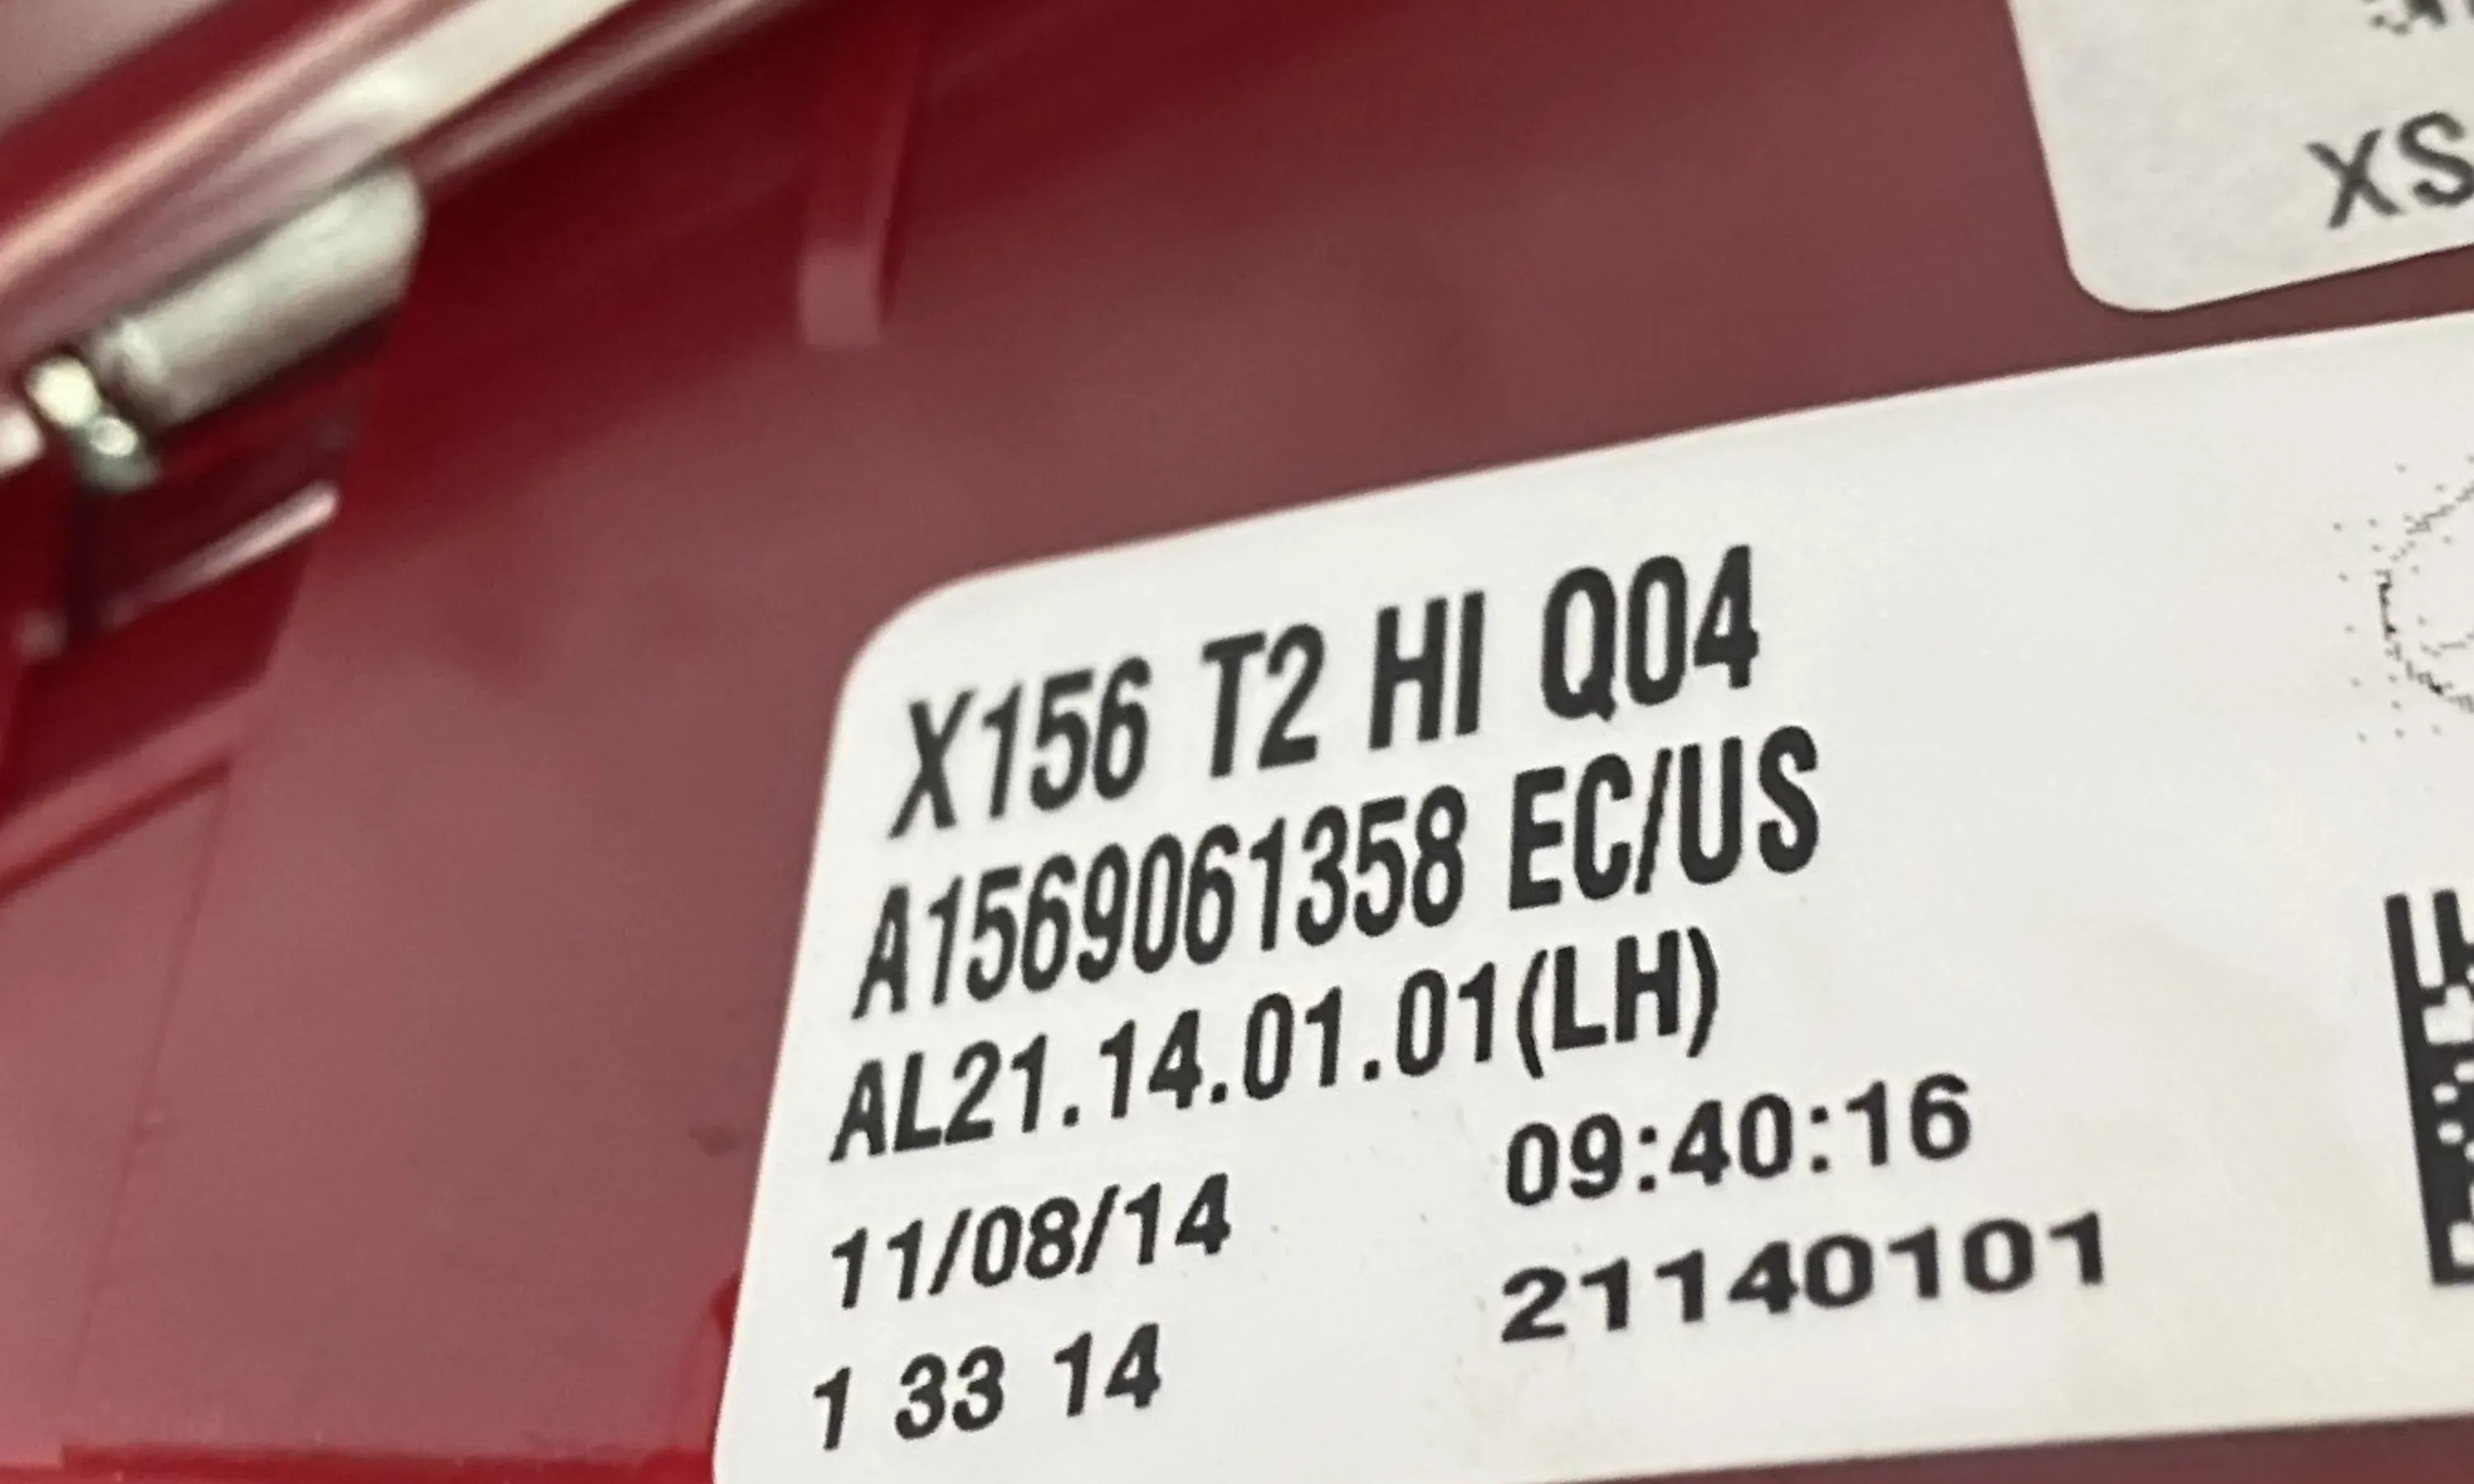 XS
X156 T2 HI Q04
A1569061358 EC/US
AL21.14.01.01(LH)
11/08/14 09:40:16
1 33 14 21140101